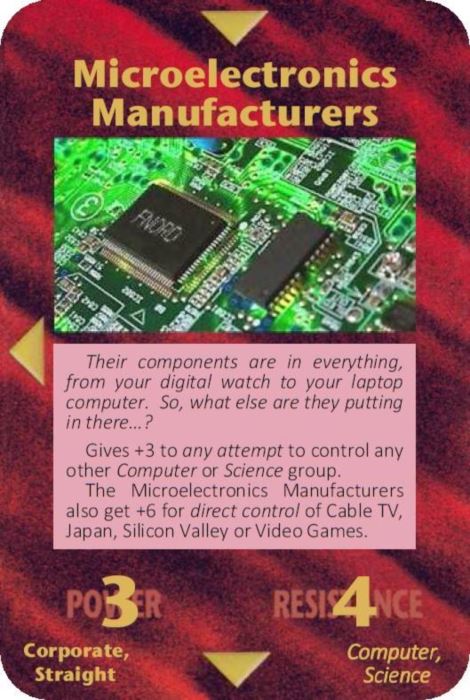 Microelectronics
Manufacturers
FNORD
Their components are in everything,
from your digital watch to your laptop
computer. So, what else are they putting
in there...?
Gives +3 to any attempt to control any
other Computer or Science group.
The Microelectronics Manufacturers
also get +6 for direct control of Cable TV,
Japan, Silicon Valley or Video Games.
POWER 3
RESISTANCE 4
Corporate,
Straight
Computer,
Science